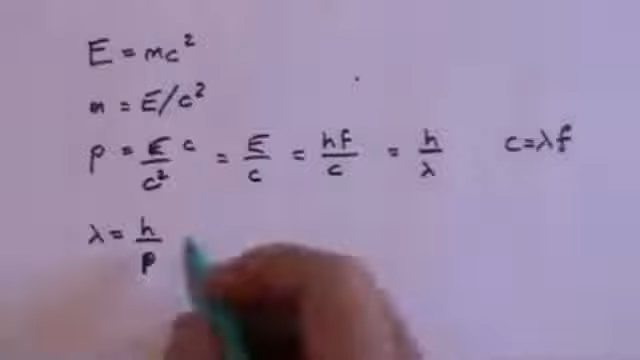 E = mc²
m = E/c²
p = E/c² c = E/c = hf/c = h/λ c=λf
λ = h/p